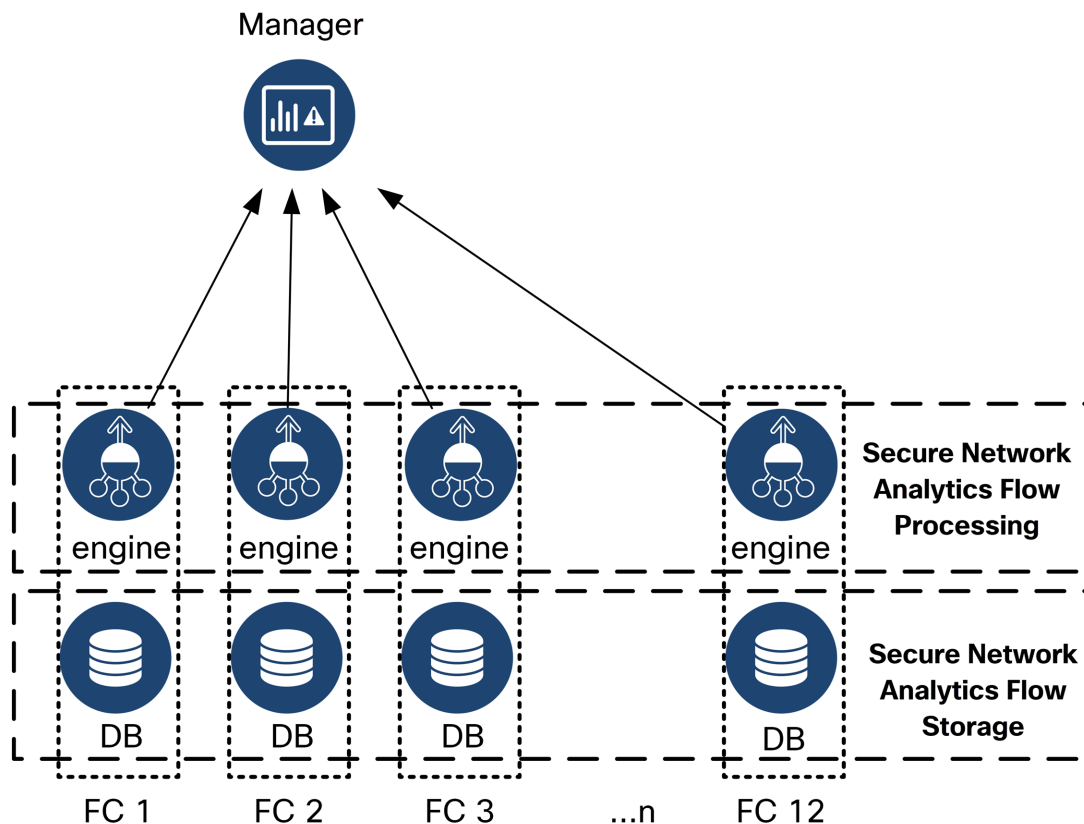 Manager
engine
engine
engine
engine
Secure Network
Analytics Flow
Processing
DB
DB
DB
DB
Secure Network
Analytics Flow
Storage
FC 1
FC 2
FC 3
...n
FC 12